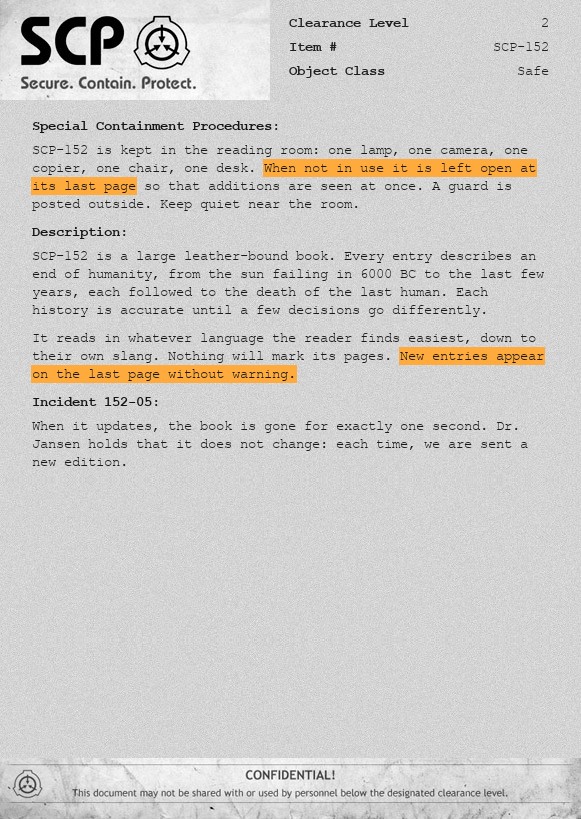 SCP
Secure. Contain. Protect.
Clearance Level 2
Item # SCP-152
Object Class Safe
Special Containment Procedures:
SCP-152 is kept in the reading room: one lamp, one camera, one
copier, one chair, one desk. When not in use it is left open at
its last page so that additions are seen at once. A guard is
posted outside. Keep quiet near the room.
Description:
SCP-152 is a large leather-bound book. Every entry describes an
end of humanity, from the sun failing in 6000 BC to the last few
years, each followed to the death of the last human. Each
history is accurate until a few decisions go differently.
It reads in whatever language the reader finds easiest, down to
their own slang. Nothing will mark its pages. New entries appear
on the last page without warning.
Incident 152-05:
When it updates, the book is gone for exactly one second. Dr.
Jansen holds that it does not change: each time, we are sent a
new edition.
CONFIDENTIAL!
This document may not be shared with or used by personnel below the designated clearance level.